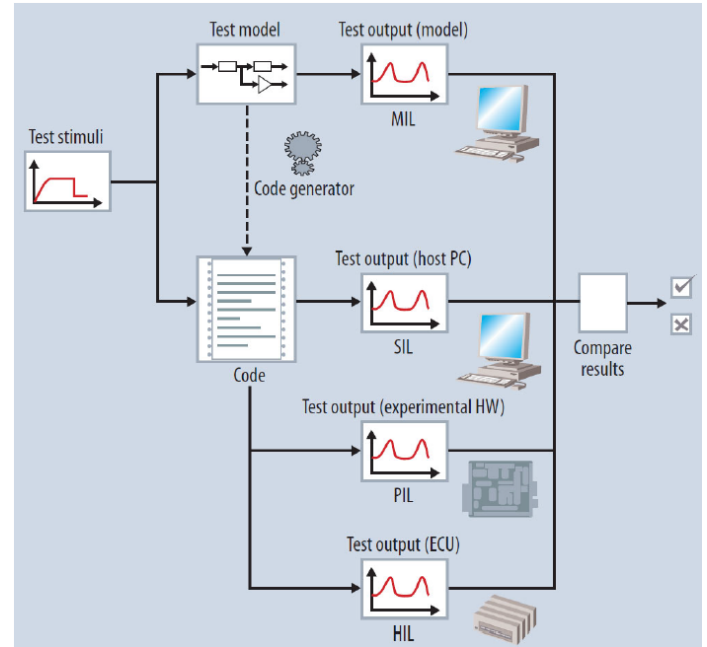 Test model
Test output (model)
MIL
Test stimuli
Code generator
Test output (host PC)
SIL
Code
Compare
results
Test output (experimental HW)
PIL
Test output (ECU)
HIL